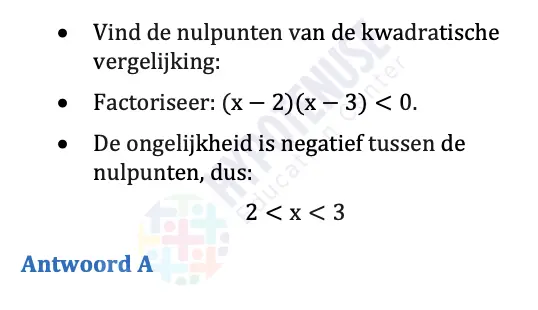 • Vind de nulpunten van de kwadratische
vergelijking:
• Factoriseer: (x − 2)(x − 3) < 0.
• De ongelijkheid is negatief tussen de
nulpunten, dus:
2 < x < 3
Antwoord A
HYPOTENUSE
Education Center